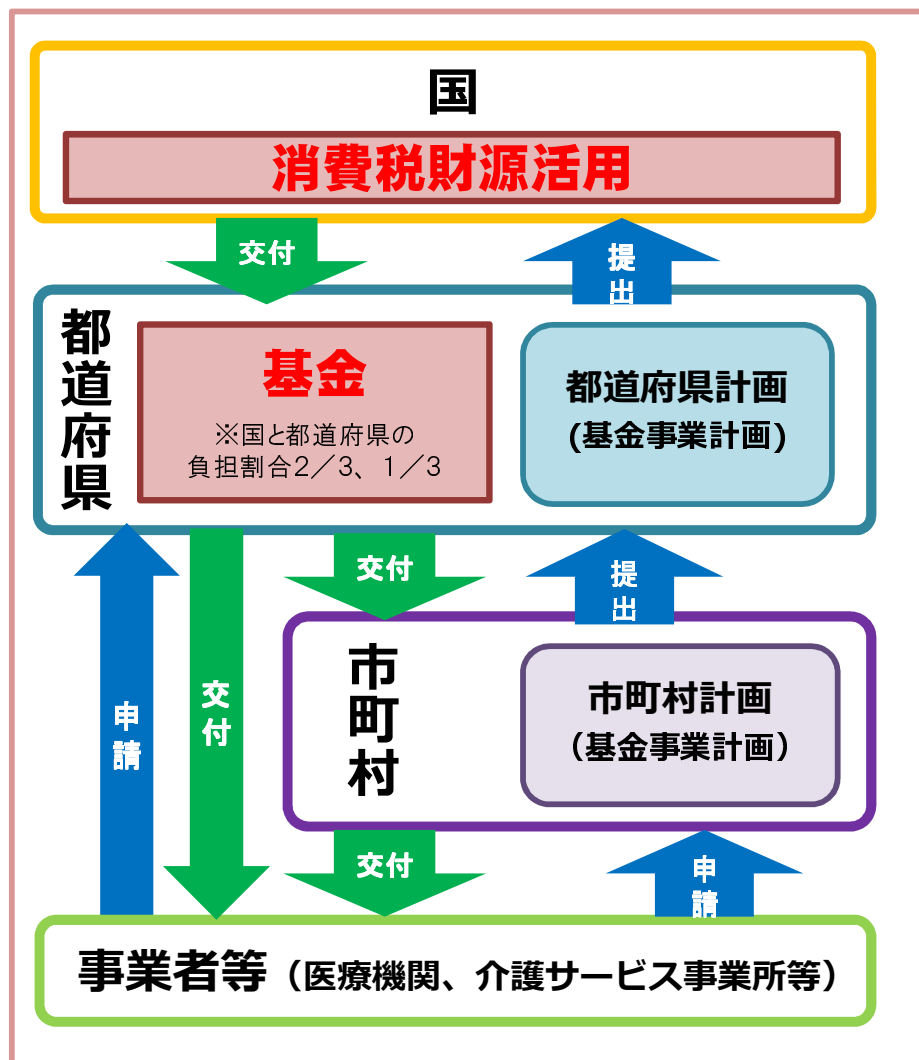 国
消費税財源活用
交付
提出
都道府県
基金
※国と都道府県の
負担割合2／3、1／3
都道府県計画
(基金事業計画)
交付
提出
申請
交付
市町村
市町村計画
（基金事業計画）
交付
申請
事業者等（医療機関、介護サービス事業所等）